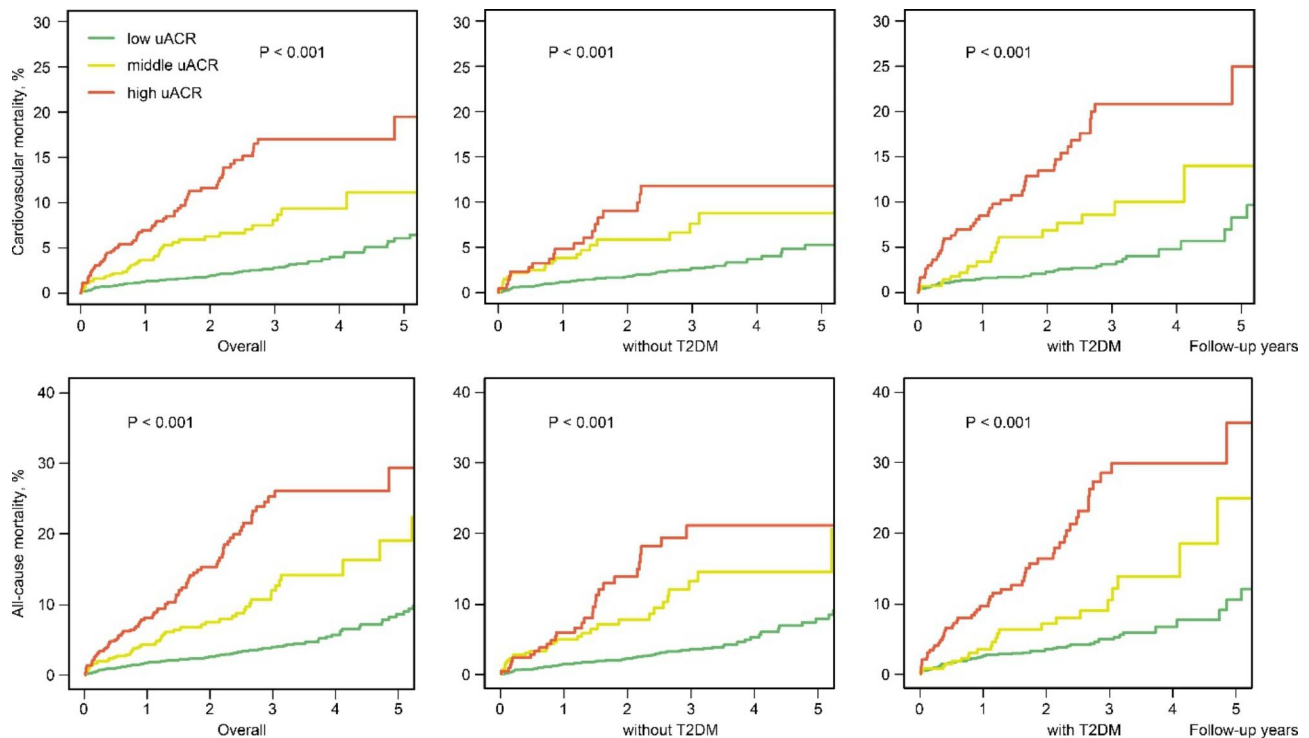 Cardiovascular mortality, %
30
25
20
15
10
5
0
low uACR
middle uACR
high uACR
P < 0.001
0 1 2 3 4 5
Overall
30
25
20
15
10
5
0
P < 0.001
0 1 2 3 4 5
without T2DM
30
25
20
15
10
5
0
P < 0.001
0 1 2 3 4 5
with T2DM Follow-up years
All-cause mortality, %
40
30
20
10
0
P < 0.001
0 1 2 3 4 5
Overall
40
30
20
10
0
P < 0.001
0 1 2 3 4 5
without T2DM
40
30
20
10
0
P < 0.001
0 1 2 3 4 5
with T2DM Follow-up years